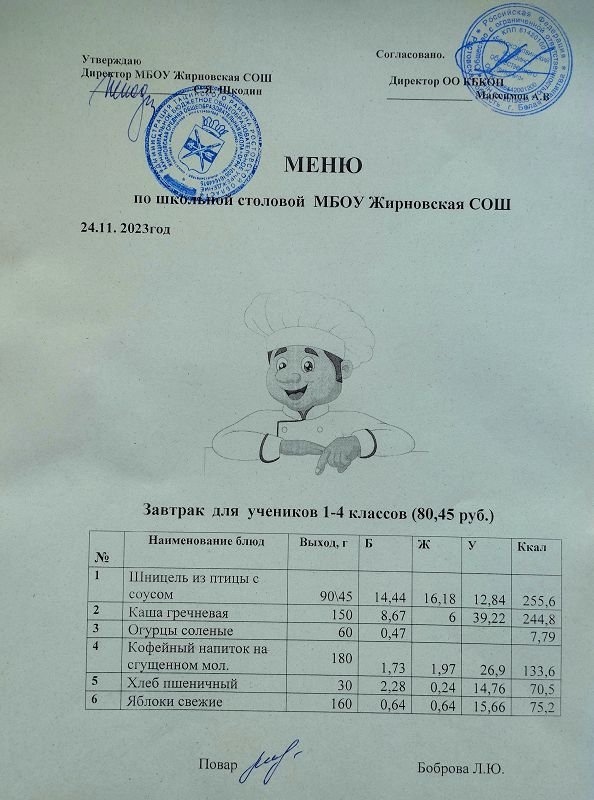 Утверждаю
Директор МБОУ Жирновская СОШ
С.Я. Шкодин
Согласовано.
Директор ОО КБКОП
Максимов А.В
МЕНЮ
по школьной столовой МБОУ Жирновская СОШ
24.11. 2023год
Завтрак для учеников 1-4 классов (80,45 руб.)
№ Наименование блюд Выход, г Б Ж У Ккал
1 Шницель из птицы с
соусом 90\45 14,44 16,18 12,84 255,6
2 Каша гречневая 150 8,67 6 39,22 244,8
3 Огурцы соленые 60 0,47 7,79
4 Кофейный напиток на
сгущенном мол. 180 1,73 1,97 26,9 133,6
5 Хлеб пшеничный 30 2,28 0,24 14,76 70,5
6 Яблоки свежие 160 0,64 0,64 15,66 75,2
Повар Боброва Л.Ю.